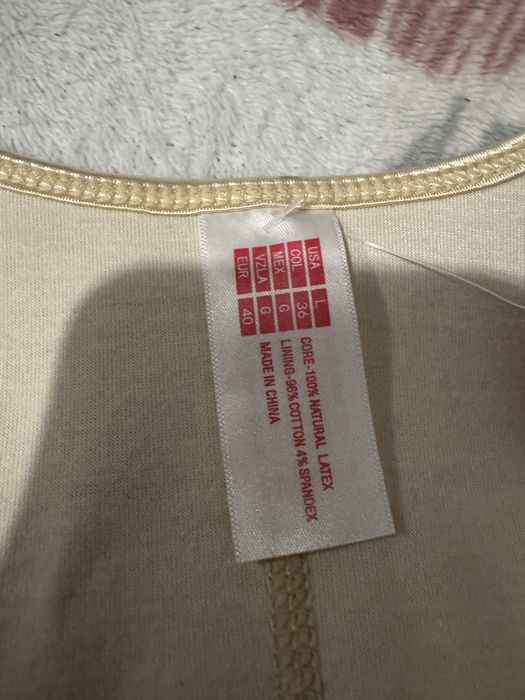 USA L
COL 36
MEX G
VZLA G
EUR 40
CORE-100% NATURAL LATEX
LINING-96% COTTON 4% SPANDEX
MADE IN CHINA